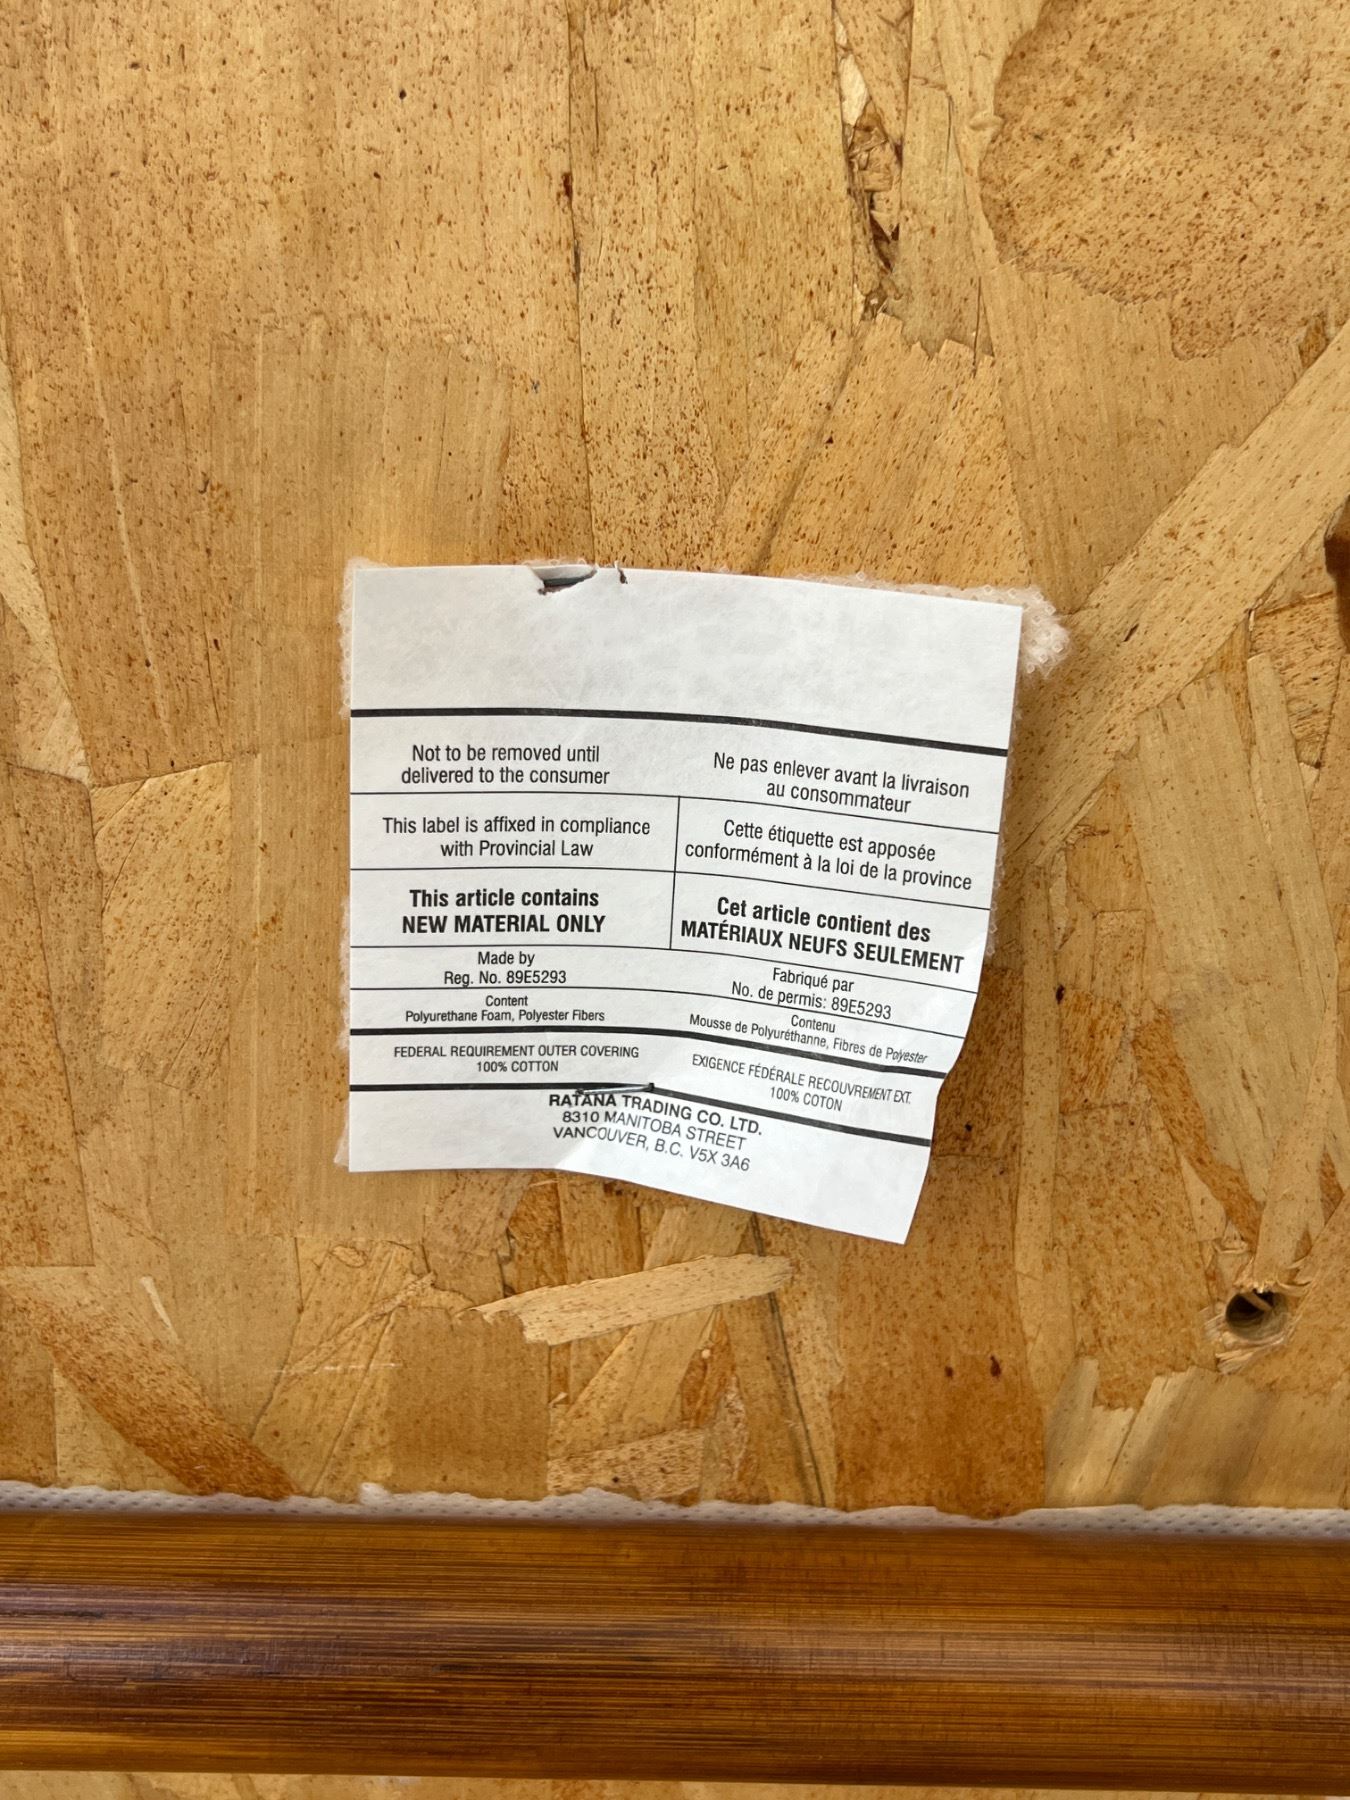 Not to be removed until
delivered to the consumer
Ne pas enlever avant la livraison
au consommateur
This label is affixed in compliance
with Provincial Law
Cette étiquette est apposée
conformément à la loi de la province
This article contains
NEW MATERIAL ONLY
Cet article contient des
MATÉRIAUX NEUFS SEULEMENT
Made by
Reg. No. 89E5293
Fabriqué par
No. de permis: 89E5293
Content
Polyurethane Foam, Polyester Fibers
Contenu
Mousse de Polyuréthanne, Fibres de Polyester
FEDERAL REQUIREMENT OUTER COVERING
100% COTTON
EXIGENCE FÉDÉRALE RECOUVREMENT EXT.
100% COTON
RATANA TRADING CO. LTD.
8310 MANITOBA STREET
VANCOUVER, B.C. V5X 3A6